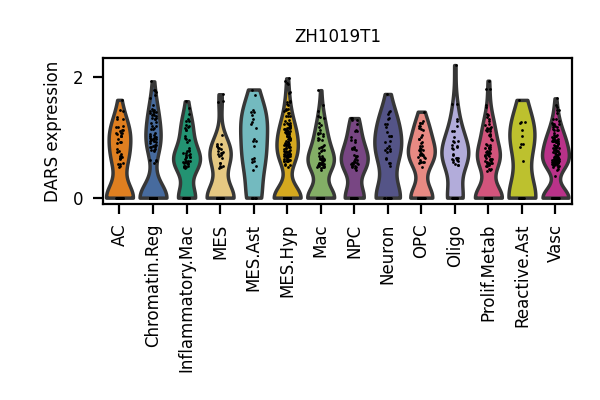 ZH1019T1
DARS expression
2
0
AC
Chromatin.Reg
Inflammatory.Mac
MES
MES.Ast
MES.Hyp
Mac
NPC
Neuron
OPC
Oligo
Prolif.Metab
Reactive.Ast
Vasc